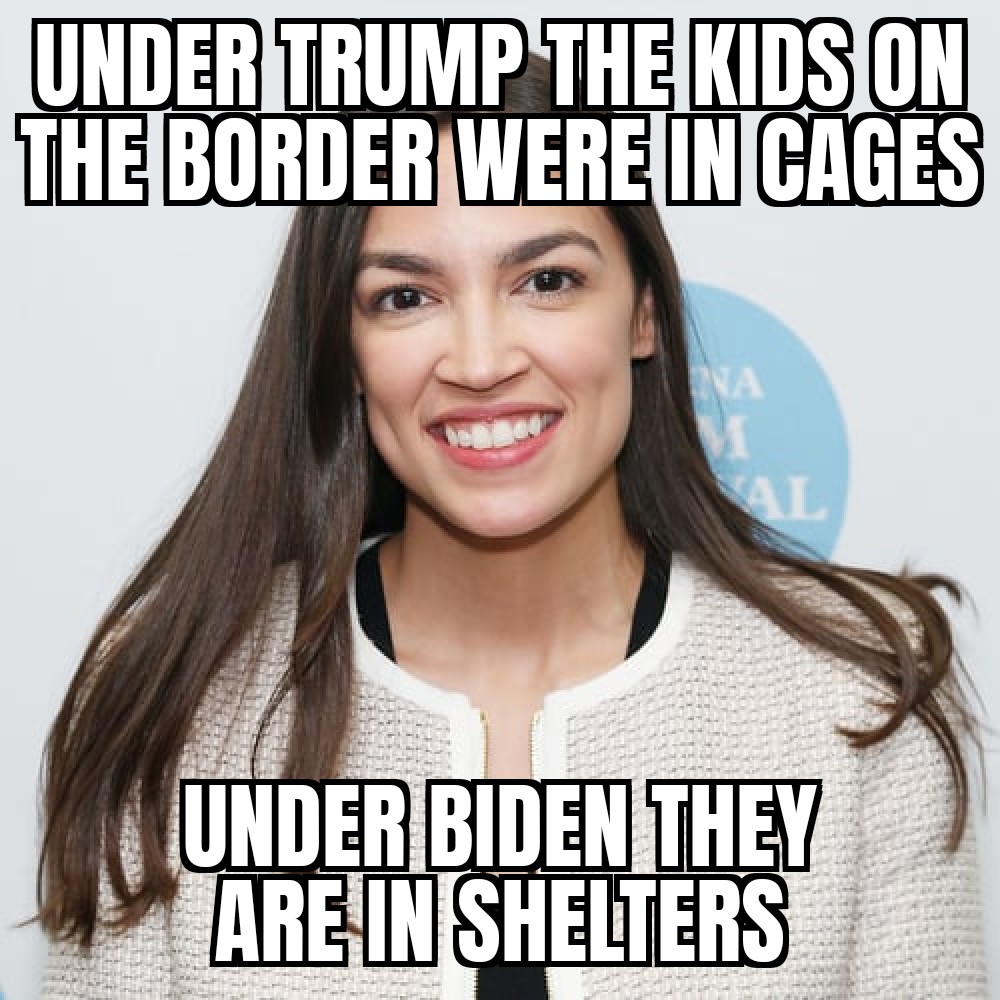 UNDER TRUMP THE KIDS ON
THE BORDER WERE IN CAGES
UNDER BIDEN THEY
ARE IN SHELTERS